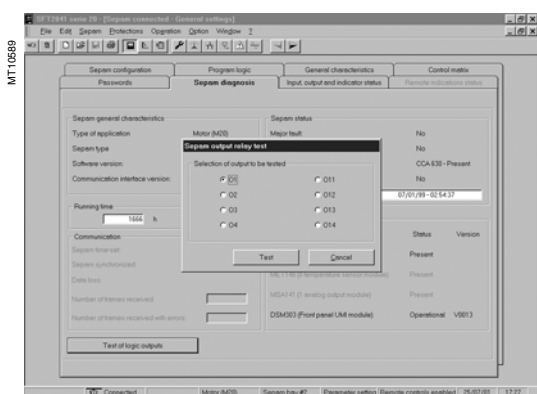 MT10589
SFT2841 serie 20 - [Sepam connected - General settings]
File Edit Sepam Protections Operation Option Window ?
Sepam configuration Program logic General characteristics Control matrix
Passwords Sepam diagnosis Input, output and indicator status Remote indications status
Sepam general characteristics
Type of application Motor (M20)
Sepam type
Software version:
Communication interface version:
Sepam status
Major fault No
No
CCA 630 - Present
No
07/01/99 - 02:54:37
Sepam output relay test
Selection of output to be tested
O1 O11
O2 O12
O3 O13
O4 O14
Test Cancel
Running time
1666 h
Communication
Sepam time-set:
Sepam synchronized:
Data loss:
Number of frames received:
Number of frames received with errors:
Status Version
Present
MET148 (8 temperature sensor module) Present
MSA141 (1 analog output module) Present
DSM303 (Front panel UMI module) Operational V0013
Test of logic outputs
Connected Motor (M20) Sepam bay #2 Parameter setting Remote controls enabled 25/07/01 17:27